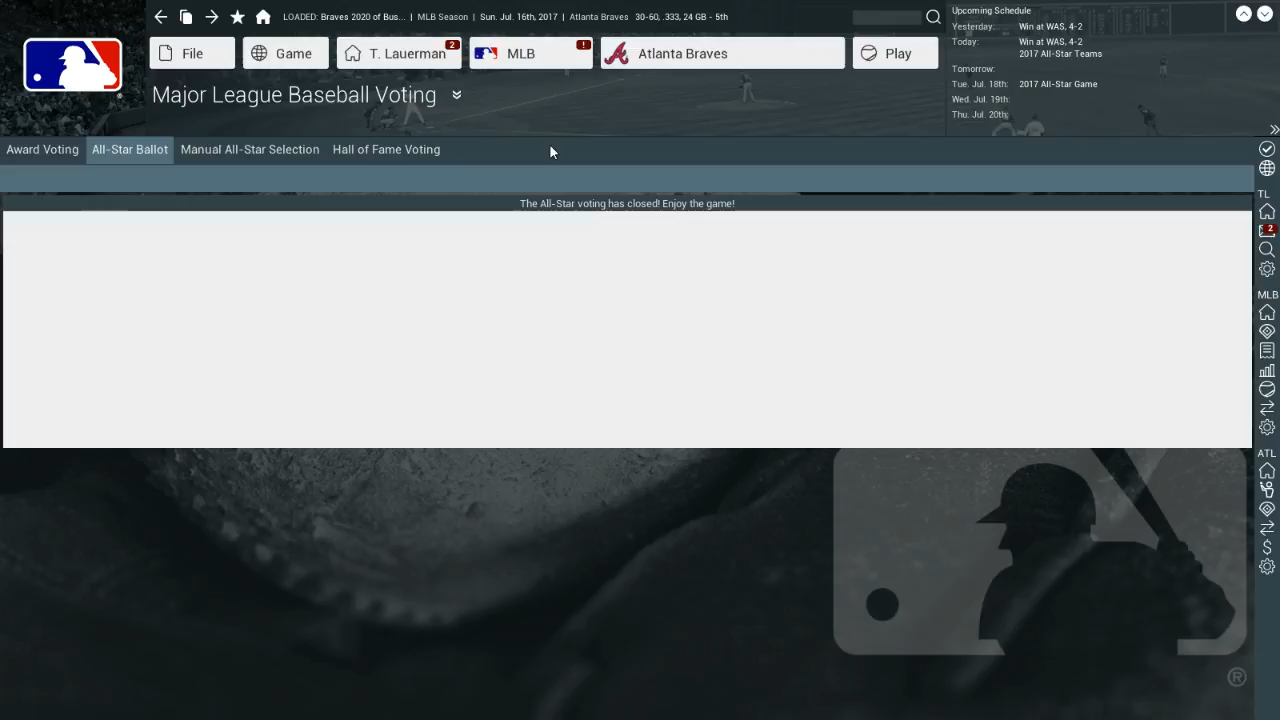 LOADED: Braves 2020 of Bus... | MLB Season | Sun. Jul. 16th, 2017 | Atlanta Braves 30-60, .333, 24 GB - 5th
File
Game
T. Lauerman 2
MLB !
Atlanta Braves
Play
Major League Baseball Voting
Upcoming Schedule
Yesterday: Win at WAS, 4-2
Today: Win at WAS, 4-2
2017 All-Star Teams
Tomorrow:
Tue. Jul. 18th: 2017 All-Star Game
Wed. Jul. 19th:
Thu. Jul. 20th:
Award Voting
All-Star Ballot
Manual All-Star Selection
Hall of Fame Voting
The All-Star voting has closed! Enjoy the game!
TL
2
MLB
ATL
$
®